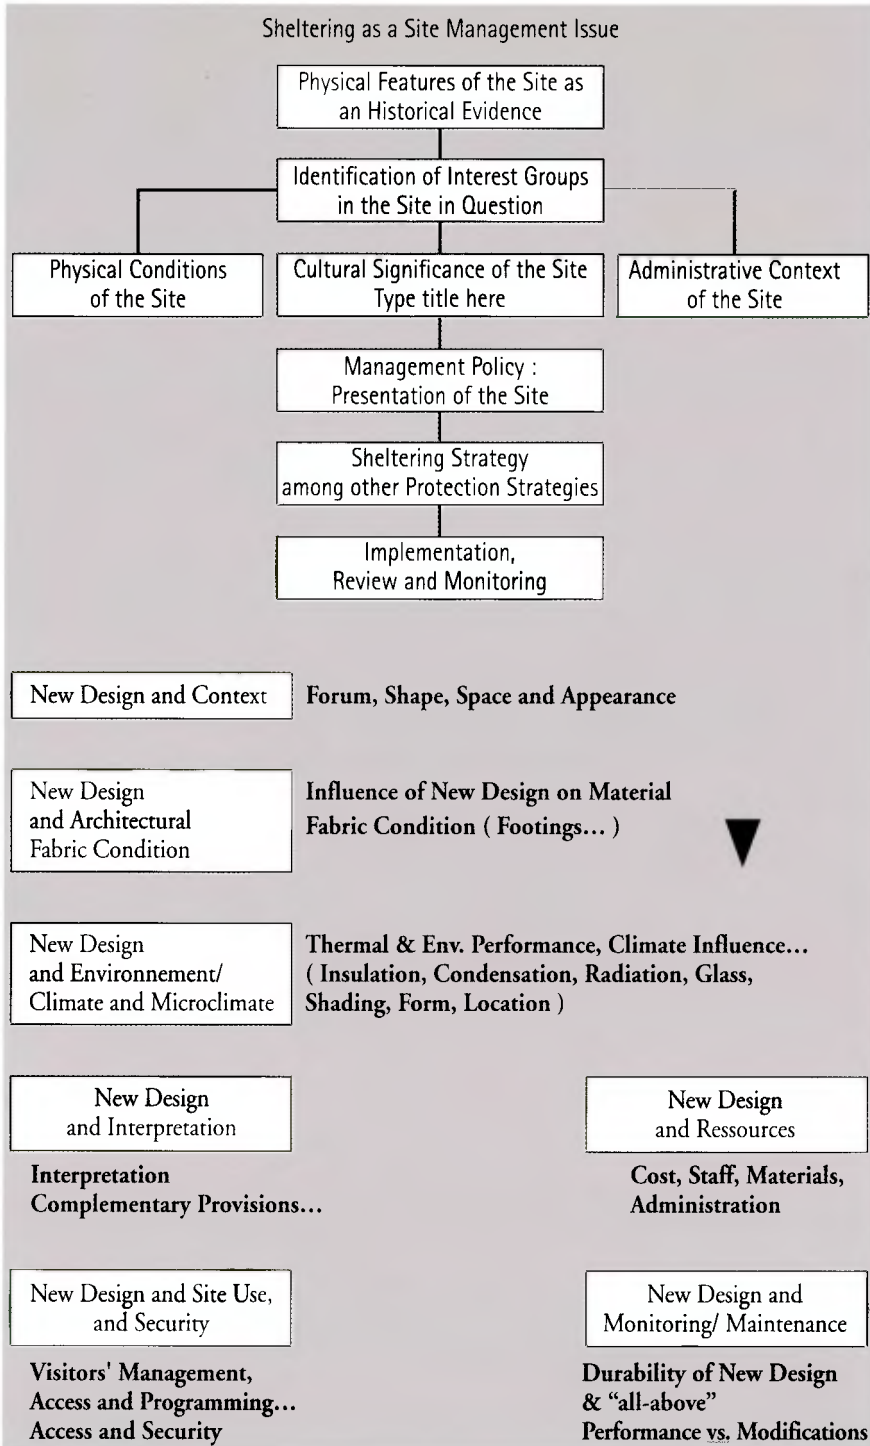 Sheltering as a Site Management Issue
Physical Features of the Site as
an Historical Evidence
Identification of Interest Groups
in the Site in Question
Physical Conditions
of the Site
Cultural Significance of the Site
Type title here
Administrative Context
of the Site
Management Policy :
Presentation of the Site
Sheltering Strategy
among other Protection Strategies
Implementation,
Review and Monitoring
New Design and Context
Forum, Shape, Space and Appearance
New Design
and Architectural
Fabric Condition
Influence of New Design on Material
Fabric Condition ( Footings... )
New Design
and Environnement/
Climate and Microclimate
Thermal & Env. Performance, Climate Influence...
( Insulation, Condensation, Radiation, Glass,
Shading, Form, Location )
New Design
and Interpretation
Interpretation
Complementary Provisions...
New Design
and Ressources
Cost, Staff, Materials,
Administration
New Design and Site Use,
and Security
Visitors' Management,
Access and Programming...
Access and Security
New Design and
Monitoring/ Maintenance
Durability of New Design
& “all-above”
Performance vs. Modifications